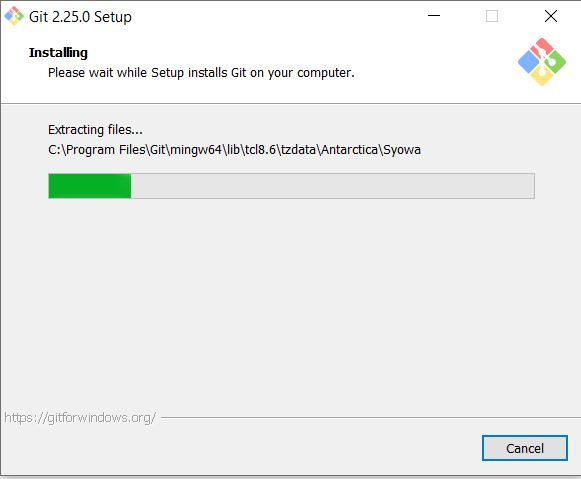 Git 2.25.0 Setup
Installing
Please wait while Setup installs Git on your computer.
Extracting files...
C:\Program Files\Git\mingw64\lib\tcl8.6\tzdata\Antarctica\Syowa
https://gitforwindows.org/
Cancel